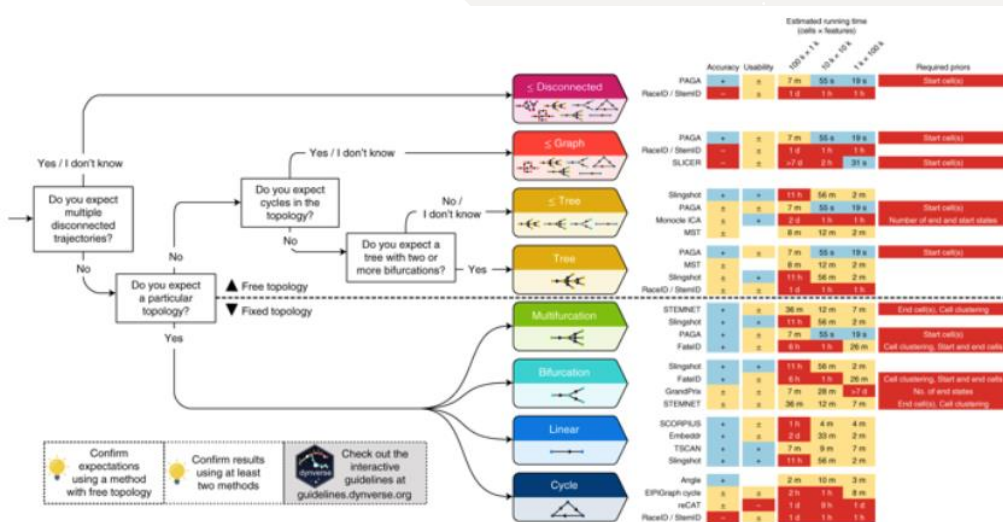 Estimated running time
(cells × features)
100 k × 1 k
10 k × 10 k
1 k × 100 k
Accuracy Usability Required priors
≤ Disconnected
PAGA + ± 7 m 55 s 19 s Start cell(s)
RaceID / StemID − ± 1 d 1 h 1 h
Yes / I don't know
Do you expect
multiple
disconnected
trajectories?
No
≤ Graph
PAGA + ± 7 m 55 s 19 s Start cell(s)
RaceID / StemID − ± 1 d 1 h 1 h
SLICER − ± >7 d 2 h 31 s Start cell(s)
Yes / I don't know
Do you expect
cycles in the
topology?
No
No /
I don't know
≤ Tree
Slingshot + + 11 h 56 m 2 m
PAGA ± ± 7 m 55 s 19 s Start cell(s)
Monocle ICA ± + 2 d 1 h 1 h Number of end and start states
MST ± ± 8 m 12 m 2 m
Do you expect a
tree with two or
more bifurcations?
Yes
Tree
PAGA ± ± 7 m 55 s 19 s Start cell(s)
MST ± ± 8 m 12 m 2 m
Slingshot ± + 11 h 56 m 2 m
RaceID / StemID ± ± 1 d 1 h 1 h
No
Do you expect
a particular
topology?
Yes
▲ Free topology
▼ Fixed topology
Multifurcation
STEMNET + ± 36 m 12 m 7 m End cell(s), Cell clustering
Slingshot + + 11 h 56 m 2 m
PAGA + ± 7 m 55 s 19 s Start cell(s)
FateID + ± 6 h 1 h 26 m Cell clustering, Start and end cells
Bifurcation
Slingshot + + 11 h 56 m 2 m
FateID + ± 6 h 1 h 26 m Cell clustering, Start and end cells
GrandPrix ± ± 7 m 28 m >7 d No. of end states
STEMNET ± ± 36 m 12 m 7 m End cell(s), Cell clustering
Linear
SCORPIUS + ± 1 h 4 m 4 m
Embeddr + ± 2 d 33 m 2 m
TSCAN + + 7 m 9 m 7 m
Slingshot + + 11 h 56 m 2 m
Cycle
Angle + ± 2 m 10 m 3 m
ElPiGraph cycle ± ± 2 h 1 h 8 m
reCAT ± − 1 d 9 h 1 d
RaceID / StemID − ± 1 d 1 h 1 h
Confirm
expectations
using a method
with free topology
Confirm results
using at least
two methods
dynverse
Check out the
interactive
guidelines at
guidelines.dynverse.org